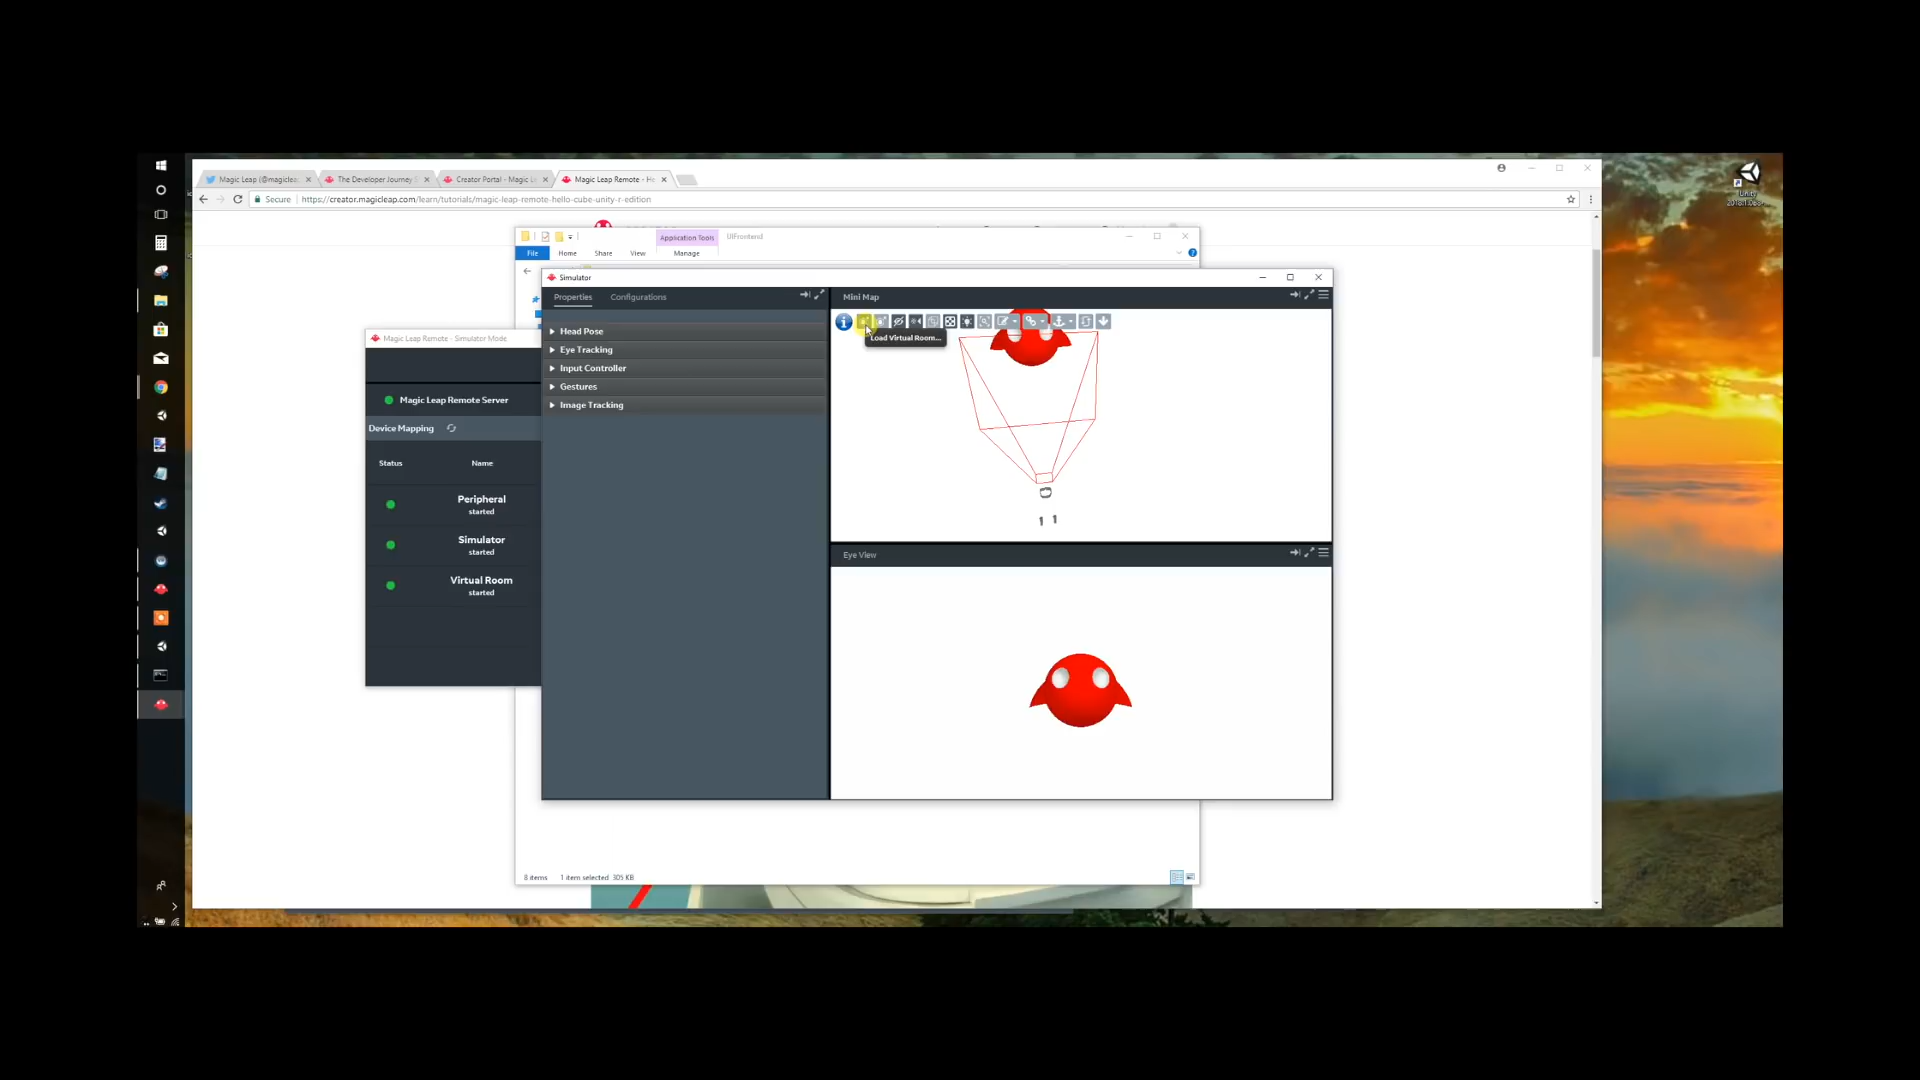 Magic Leap (@magiclea
The Developer Journey
Creator Portal - Magic L
Magic Leap Remote - H
Secure
https://creator.magicleap.com/learn/tutorials/magic-leap-remote-hello-cube-unity-r-edition
Unity
Application Tools
UIFrontend
File
Home
Share
View
Manage
Simulator
Properties
Configurations
Mini Map
Load Virtual Room...
Head Pose
Eye Tracking
Input Controller
Gestures
Image Tracking
Magic Leap Remote - Simulator Mode
Magic Leap Remote Server
Device Mapping
Status
Name
Peripheral
started
Simulator
started
Virtual Room
started
Eye View
8 items
1 item selected 305 KB